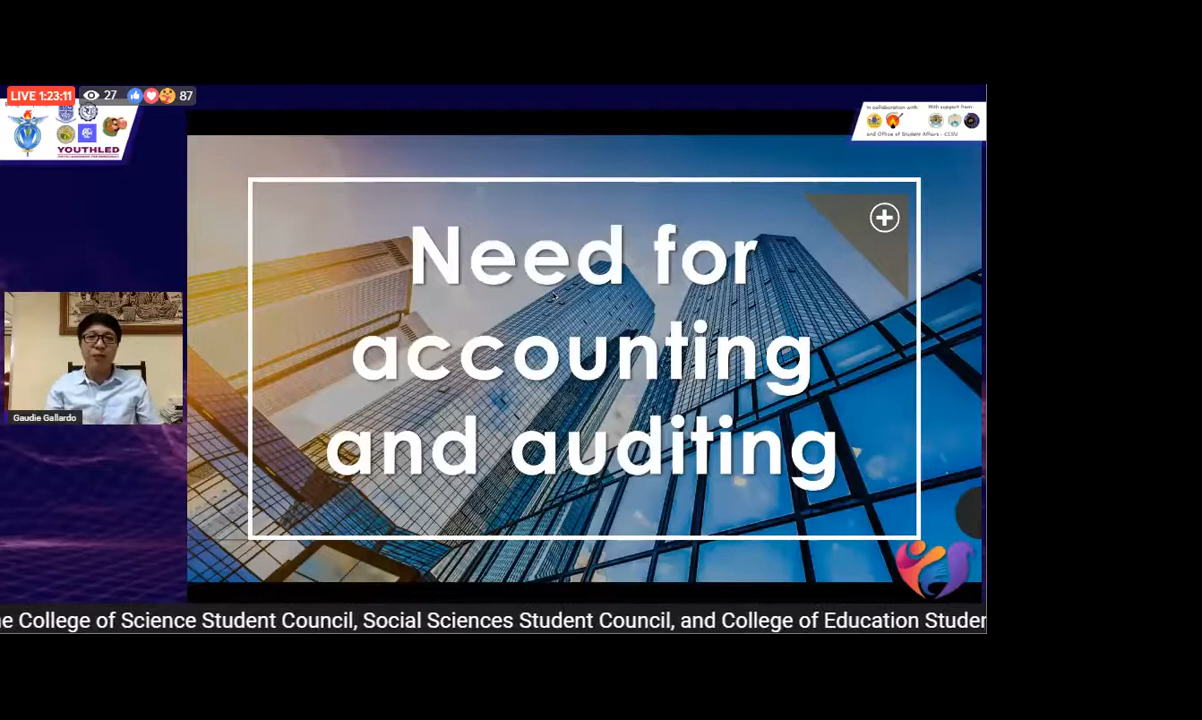 LIVE 1:23:11 27 87
YOUTHLED
In collaboration with:
With support from
and Office of Student Affairs - CCSU
Need for
accounting
and auditing
Gaudie Gallardo
e College of Science Student Council, Social Sciences Student Council, and College of Education Studen